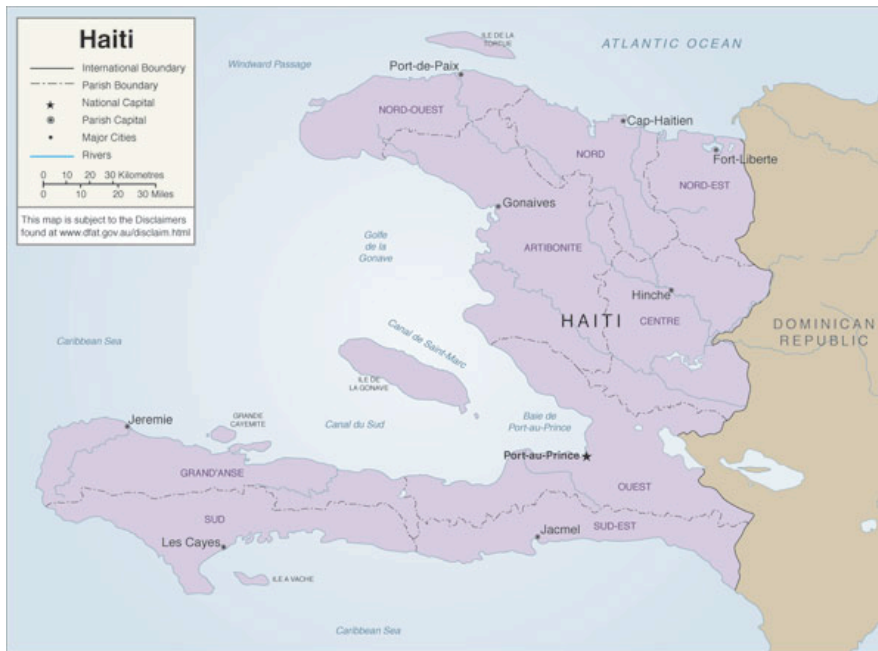 Haiti
International Boundary
Parish Boundary
National Capital
Parish Capital
Major Cities
Rivers
0 10 20 30 Kilometres
0 10 20 30 Miles
This map is subject to the Disclaimers
found at www.dfat.gov.au/disclaim.html
ILE DE LA
TORTUE
ATLANTIC OCEAN
Windward Passage
Port-de-Paix
NORD-OUEST
Cap-Haitien
NORD
Fort-Liberte
NORD-EST
Gonaives
Golfe
de la
Gonave
ARTIBONITE
Hinche
HAITI
CENTRE
DOMINICAN
REPUBLIC
Caribbean Sea
Canal de Saint-Marc
ILE DE
LA GONAVE
Jeremie
GRANDE
CAYEMITE
Canal du Sud
Baie de
Port-au-Prince
Port-au-Prince
GRAND'ANSE
OUEST
SUD
SUD-EST
Les Cayes
Jacmel
ILE A VACHE
Caribbean Sea